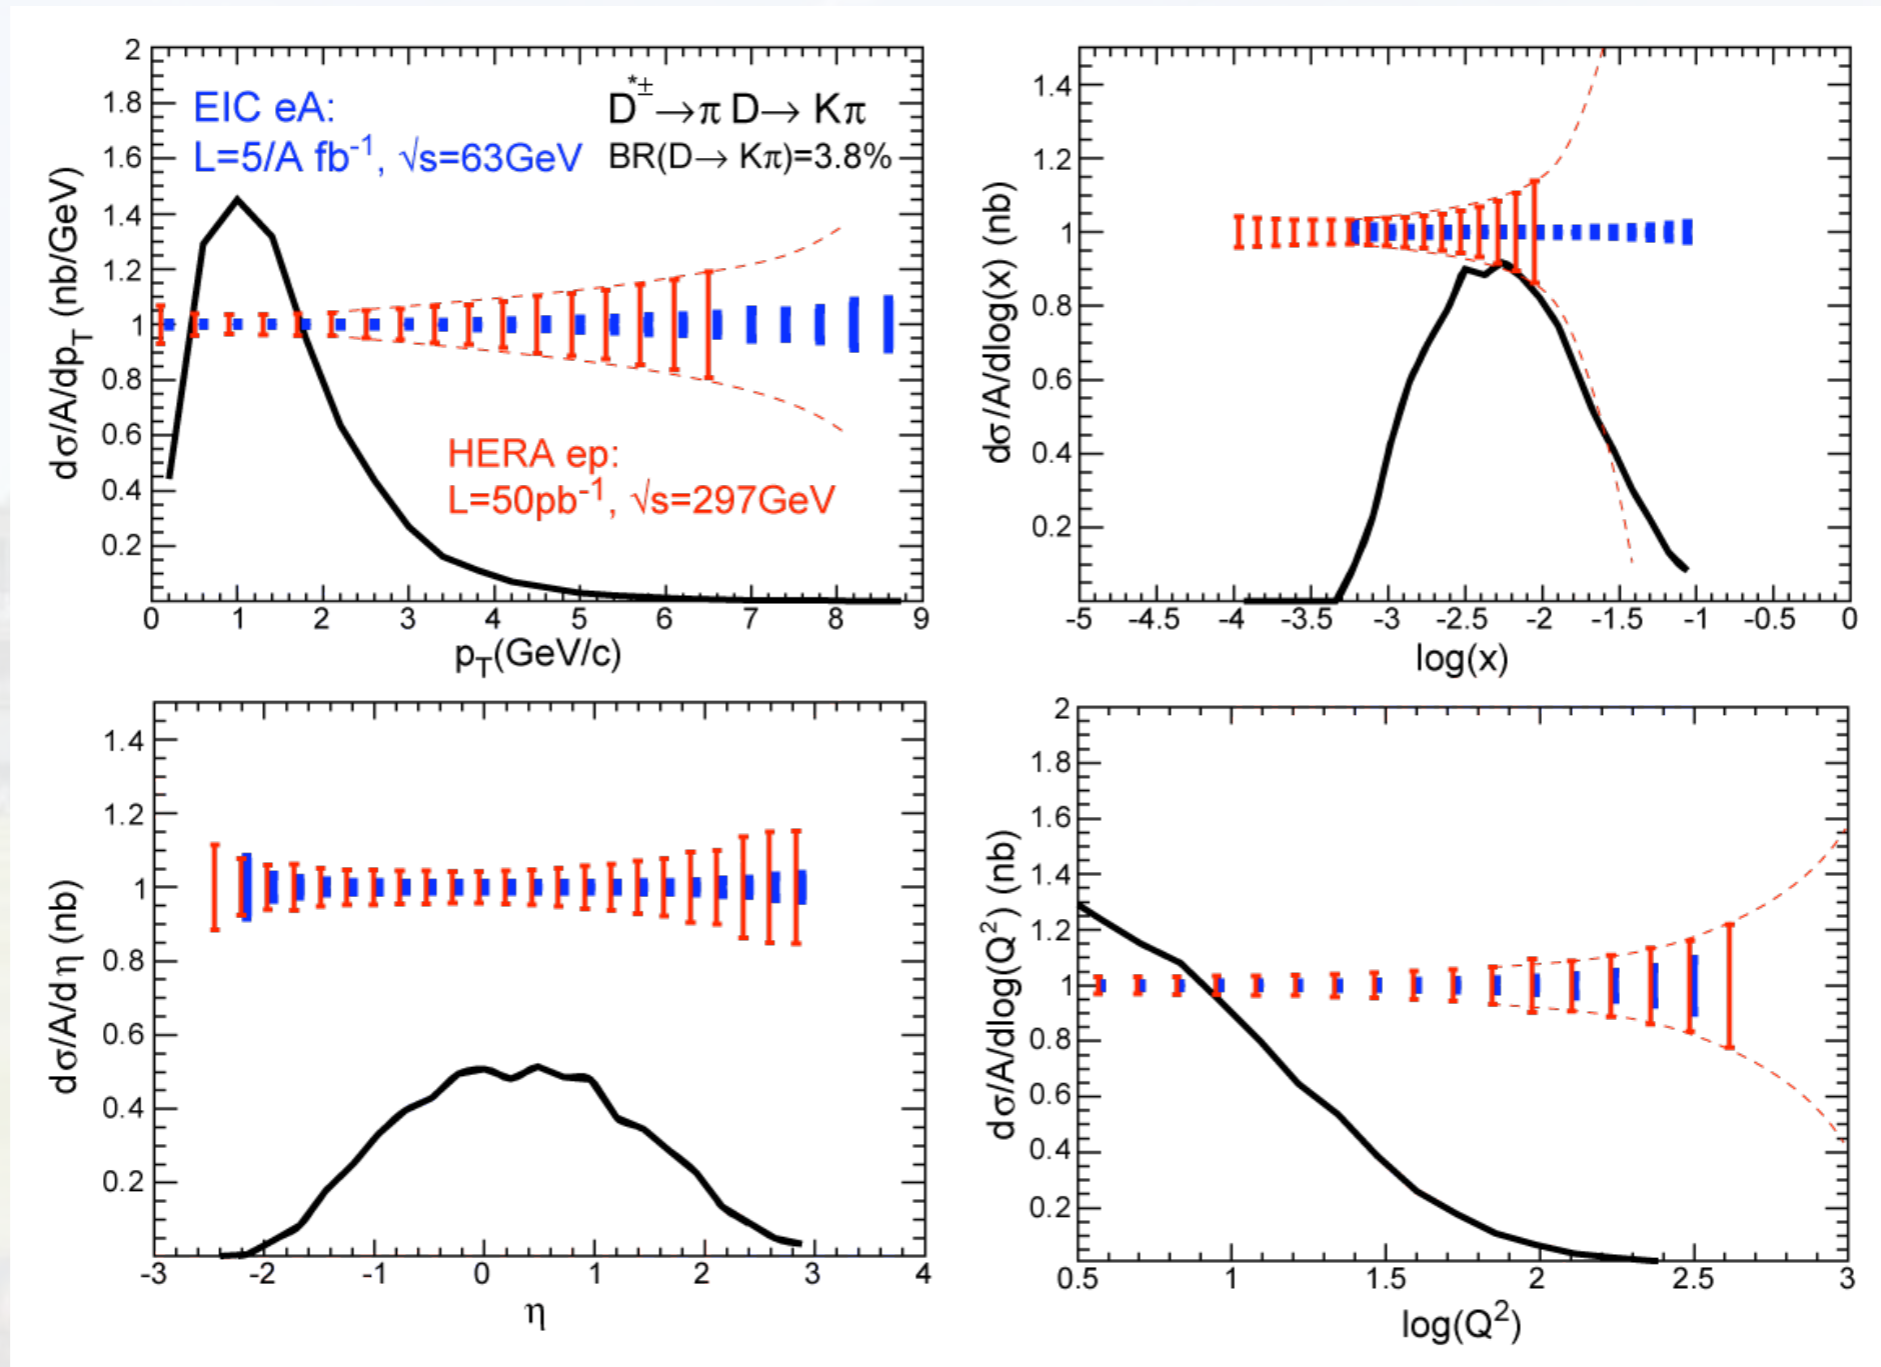 dσ/A/dp_T (nb/GeV)
2
1.8
1.6
1.4
1.2
1
0.8
0.6
0.4
0.2
EIC eA:
L=5/A fb⁻¹, √s=63GeV
D*± →π D→ Kπ
BR(D→ Kπ)=3.8%
HERA ep:
L=50pb⁻¹, √s=297GeV
0 1 2 3 4 5 6 7 8 9
p_T(GeV/c)
dσ/A/dlog(x) (nb)
1.4
1.2
1
0.8
0.6
0.4
0.2
-5 -4.5 -4 -3.5 -3 -2.5 -2 -1.5 -1 -0.5 0
log(x)
dσ/A/dη (nb)
1.4
1.2
1
0.8
0.6
0.4
0.2
-3 -2 -1 0 1 2 3 4
η
dσ/A/dlog(Q²) (nb)
2
1.8
1.6
1.4
1.2
1
0.8
0.6
0.4
0.2
0.5 1 1.5 2 2.5 3
log(Q²)